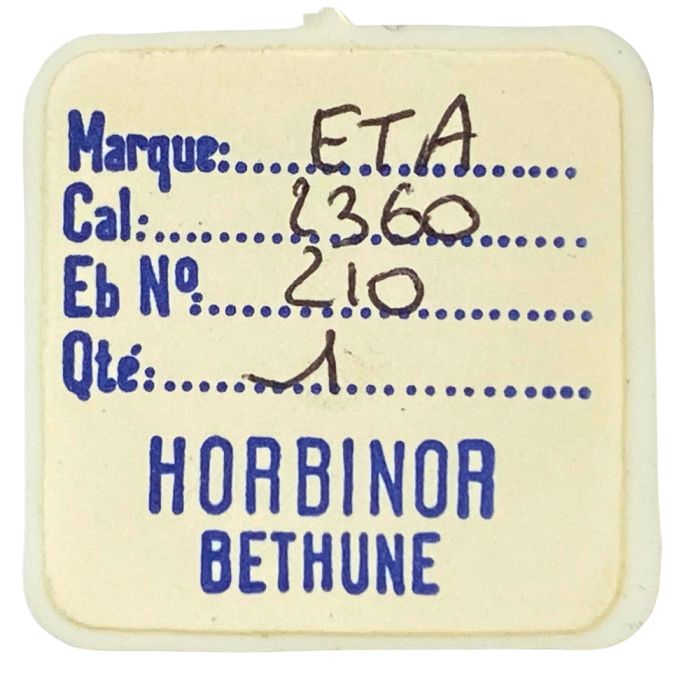 Marque: ETA
Cal: 2360
Eb Nº: 210
Qté: 1
HORBINOR
BETHUNE